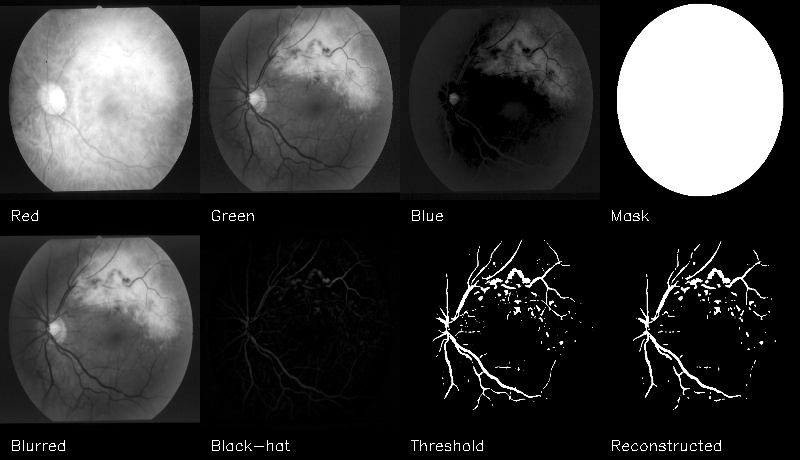 Red
Green
Blue
Mask
Blurred
Black-hat
Threshold
Reconstructed